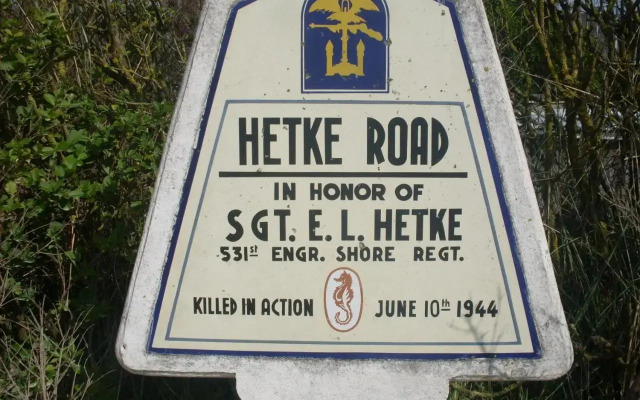 HETKE ROAD
IN HONOR OF
SGT. E. L. HETKE
531st ENGR. SHORE REGT.
KILLED IN ACTION JUNE 10th 1944